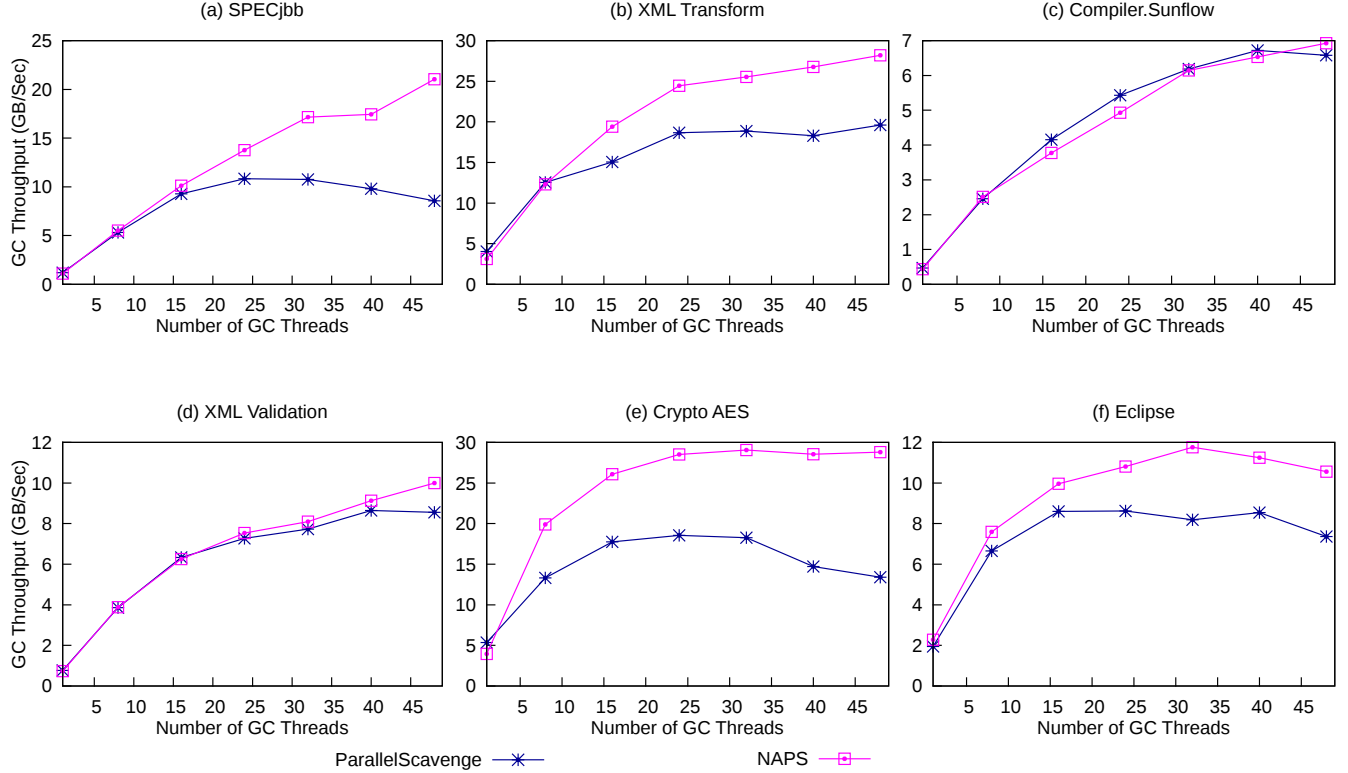 (a) SPECjbb
(b) XML Transform
(c) Compiler.Sunflow
GC Throughput (GB/Sec)
25
20
15
10
5
0
5 10 15 20 25 30 35 40 45
Number of GC Threads
30
25
20
15
10
5
0
5 10 15 20 25 30 35 40 45
Number of GC Threads
7
6
5
4
3
2
1
0
5 10 15 20 25 30 35 40 45
Number of GC Threads
(d) XML Validation
(e) Crypto AES
(f) Eclipse
GC Throughput (GB/Sec)
12
10
8
6
4
2
0
5 10 15 20 25 30 35 40 45
Number of GC Threads
30
25
20
15
10
5
0
5 10 15 20 25 30 35 40 45
Number of GC Threads
12
10
8
6
4
2
0
5 10 15 20 25 30 35 40 45
Number of GC Threads
ParallelScavenge
NAPS